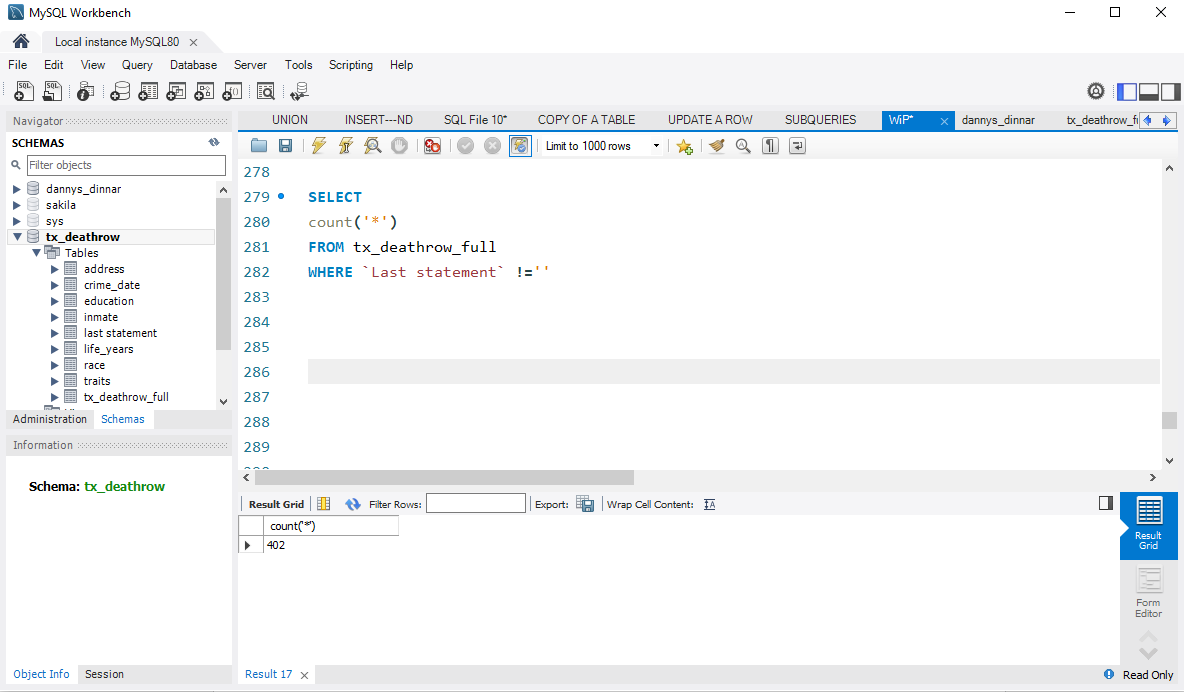 MySQL Workbench
Local instance MySQL80
File Edit View Query Database Server Tools Scripting Help
Navigator
SCHEMAS
Filter objects
dannys_dinnar
sakila
sys
tx_deathrow
Tables
address
crime_date
education
inmate
last statement
life_years
race
traits
tx_deathrow_full
Administration Schemas
Information
Schema: tx_deathrow
Object Info Session
UNION INSERT---ND SQL File 10* COPY OF A TABLE UPDATE A ROW SUBQUERIES WiP* dannys_dinnar tx_deathrow_f
Limit to 1000 rows
278
279 SELECT
280 count('*')
281 FROM tx_deathrow_full
282 WHERE `Last statement` !=''
283
284
285
286
287
288
289
Result Grid Filter Rows: Export: Wrap Cell Content:
count('*')
402
Result
Grid
Form
Editor
Result 17
Read Only